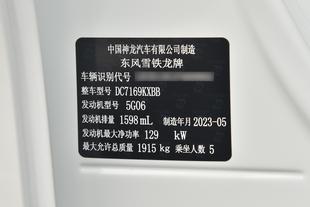 中国神龙汽车有限公司制造
东风雪铁龙牌
车辆识别代号
整车型号 DC7169KXBB
发动机型号 5G06
发动机排量 1598 mL 制造年月 2023-05
发动机最大净功率 129 kW
最大允许总质量 1915 kg 乘坐人数 5